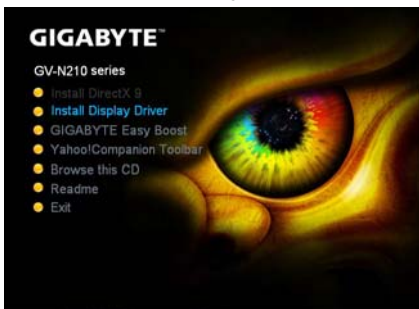 GIGABYTE™
GV-N210 series
Install DirectX 9
Install Display Driver
GIGABYTE Easy Boost
Yahoo!Companion Toolbar
Browse this CD
Readme
Exit